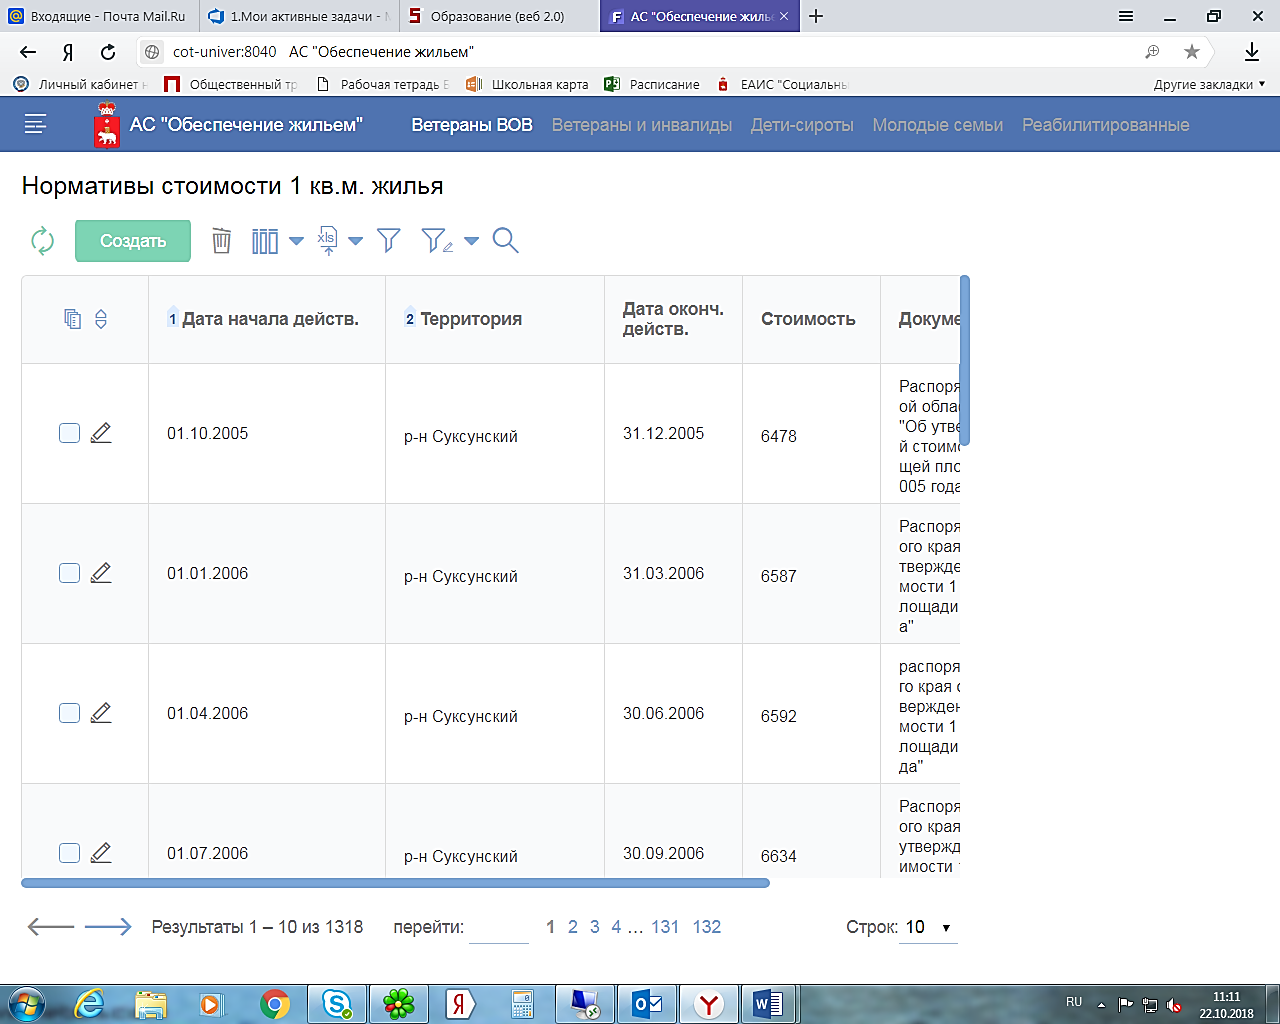 Входящие - Почта Mail.Ru
1.Мои активные задачи -
Образование (веб 2.0)
АС "Обеспечение жилье
cot-univer:8040 АС "Обеспечение жильем"
Личный кабинет
Общественный тр
Рабочая тетрадь
Школьная карта
Расписание
ЕАИС "Социальны
Другие закладки
АС "Обеспечение жильем"
Ветераны ВОВ
Ветераны и инвалиды
Дети-сироты
Молодые семьи
Реабилитированные
Нормативы стоимости 1 кв.м. жилья
Создать
xls
1 Дата начала действ.
2 Территория
Дата оконч.
действ.
Стоимость
Докуме
01.10.2005
р-н Суксунский
31.12.2005
6478
Распоря
ой обла
"Об утве
й стоимо
щей пло
005 года
01.01.2006
р-н Суксунский
31.03.2006
6587
Распоря
ого края
твержде
мости 1
лощади
а"
01.04.2006
р-н Суксунский
30.06.2006
6592
распоря
го края
вержден
мости 1
лощади
да"
01.07.2006
р-н Суксунский
30.09.2006
6634
Распоря
ого края
утвержд
имости
Результаты 1 – 10 из 1318
перейти:
1 2 3 4 ... 131 132
Строк: 10
RU
11:11
22.10.2018